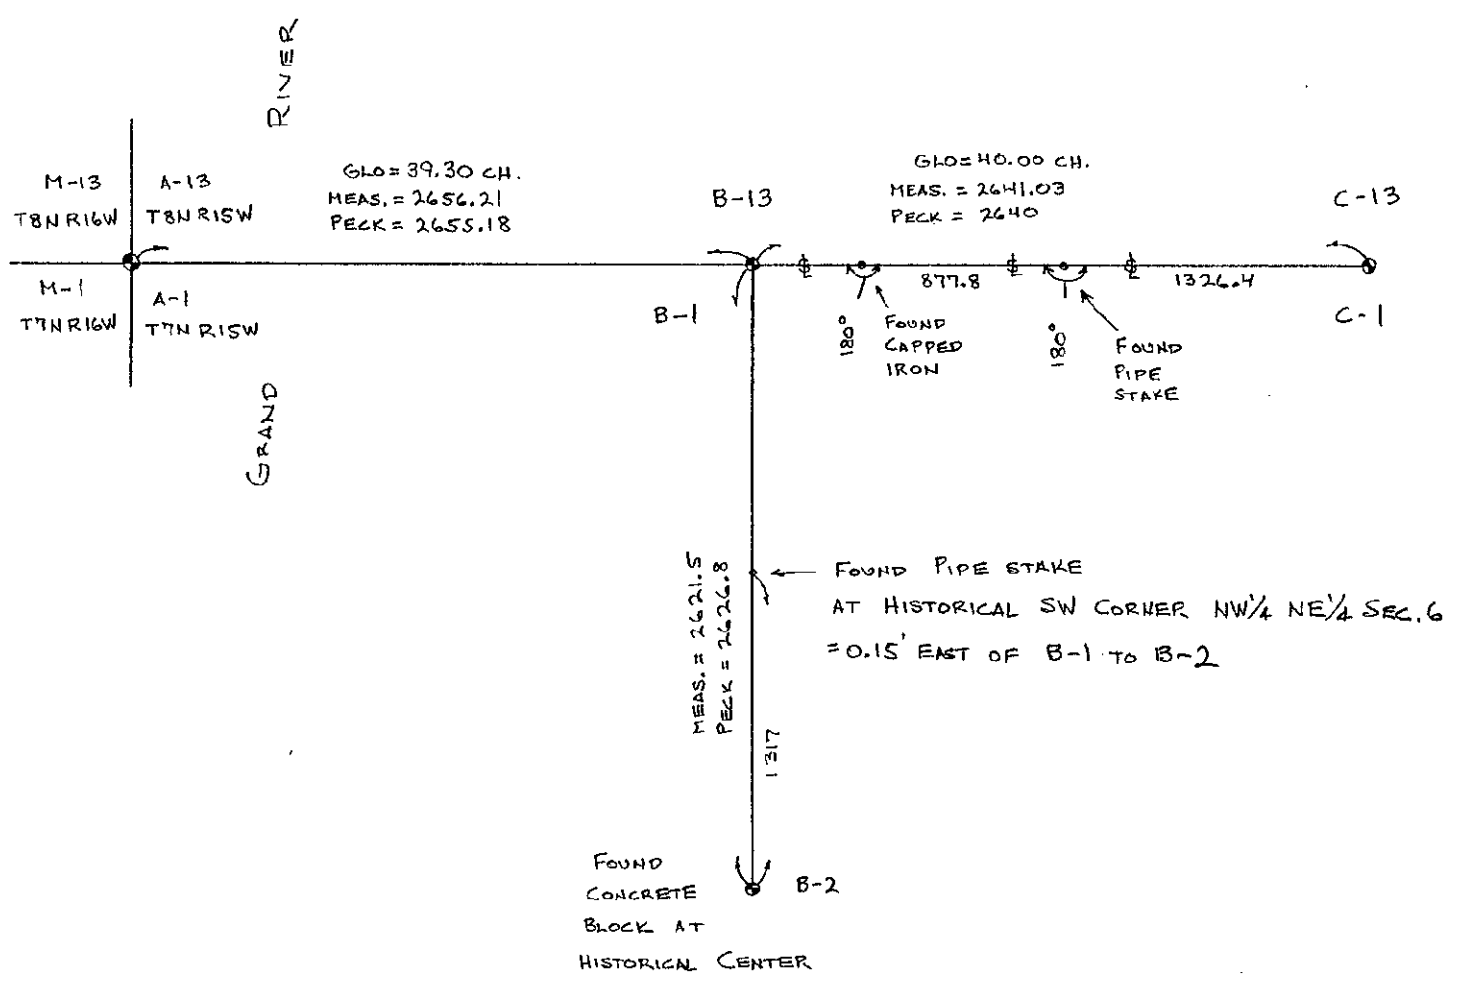 RIVER
M-13
T8N R16W
A-13
T8N R15W
GLO = 39.30 CH.
MEAS. = 2656.21
PECK = 2655.18
B-13
GLO = 40.00 CH.
MEAS. = 2641.03
PECK = 2640
C-13
M-1
T7N R16W
A-1
T7N R15W
B-1
877.8
1326.4
C-1
180°
FOUND
CAPPED
IRON
180°
FOUND
PIPE
STAKE
GRAND
MEAS. = 2621.5
PECK = 2626.8
FOUND PIPE STAKE
AT HISTORICAL SW CORNER NW 1/4 NE 1/4 SEC. 6
= 0.15' EAST OF B-1 TO B-2
1317
FOUND
CONCRETE
BLOCK AT
HISTORICAL CENTER
B-2